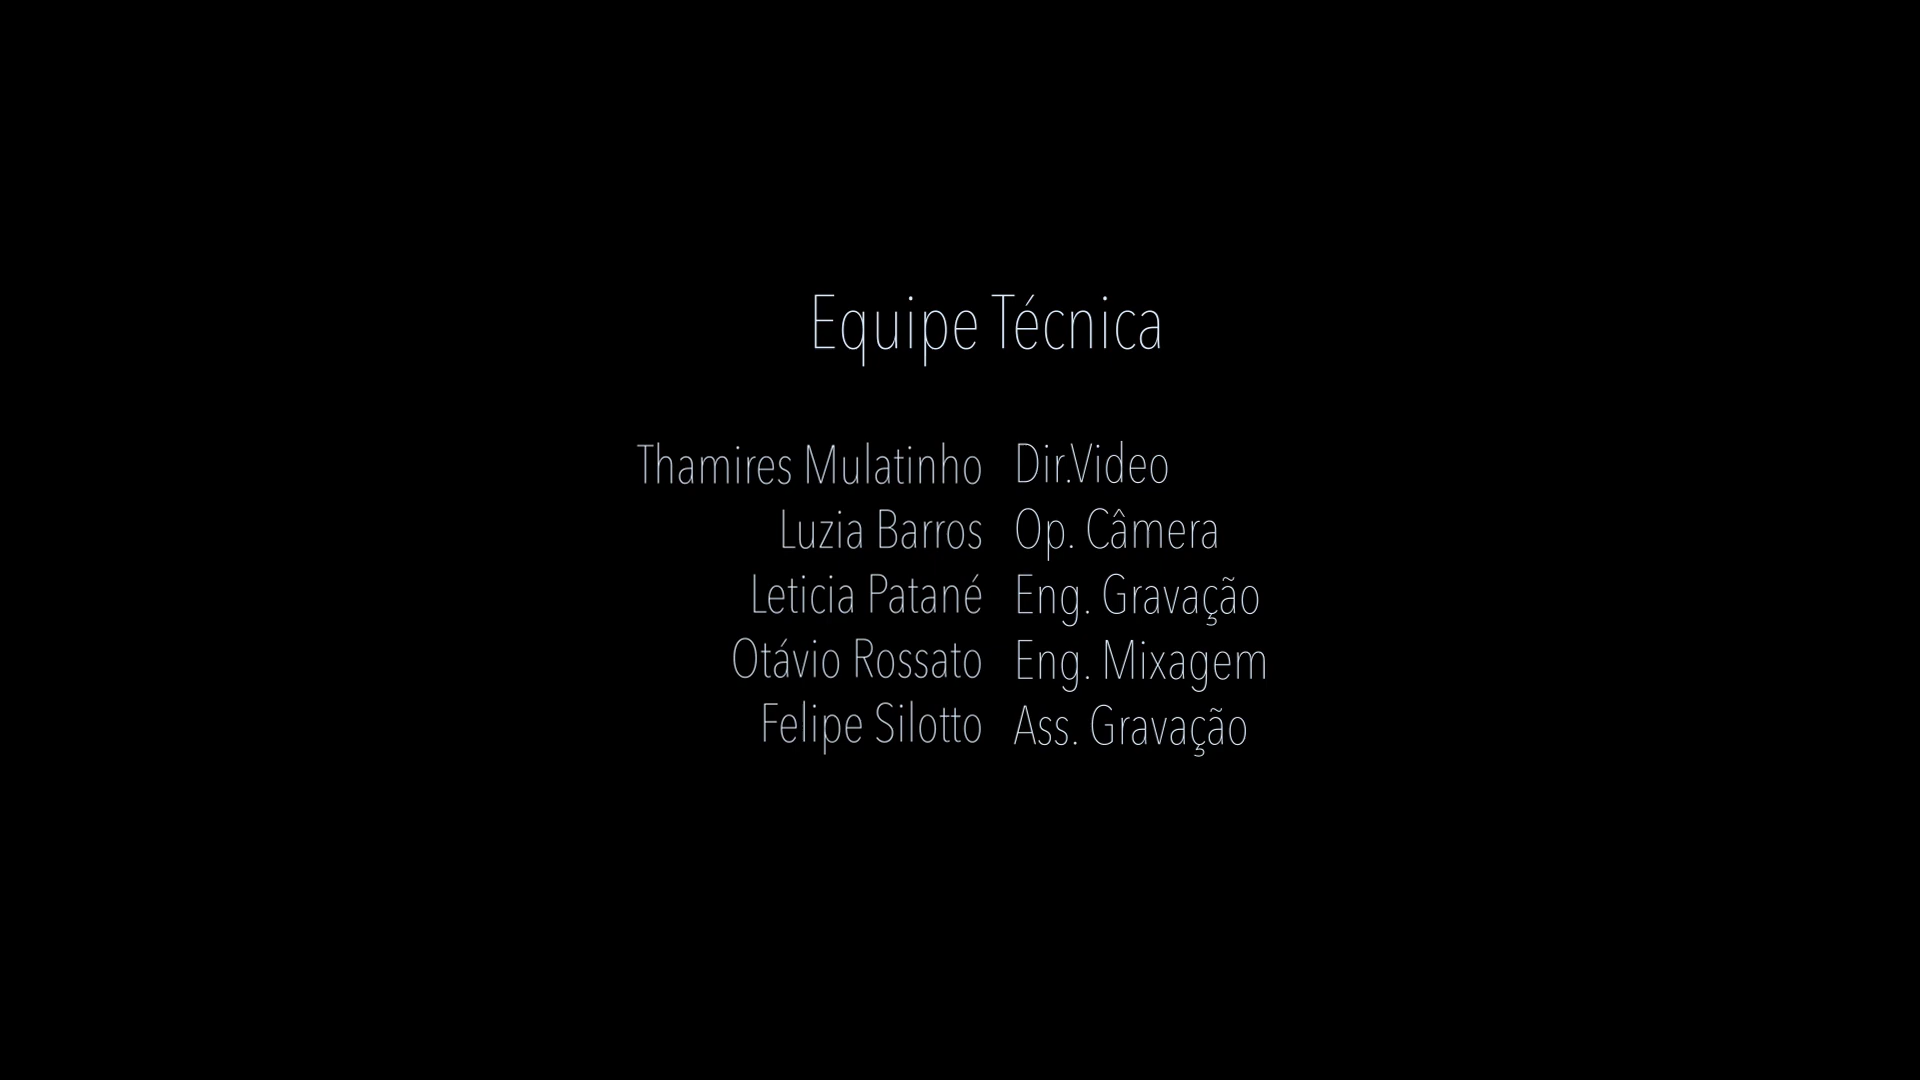 Equipe Técnica
Thamires Mulatinho Dir.Video
Luzia Barros Op. Câmera
Leticia Patané Eng. Gravação
Otávio Rossato Eng. Mixagem
Felipe Silotto Ass. Gravação